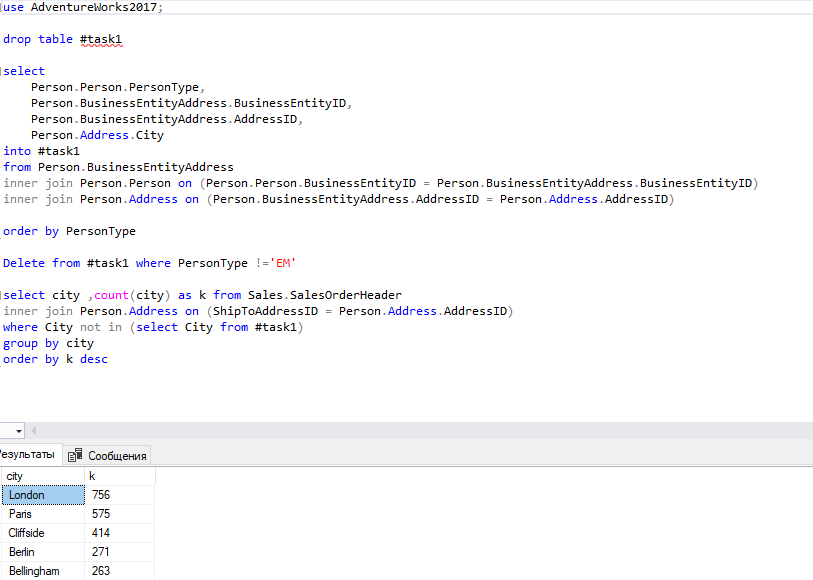 use AdventureWorks2017;
drop table #task1
select
Person.Person.PersonType,
Person.BusinessEntityAddress.BusinessEntityID,
Person.BusinessEntityAddress.AddressID,
Person.Address.City
into #task1
from Person.BusinessEntityAddress
inner join Person.Person on (Person.Person.BusinessEntityID = Person.BusinessEntityAddress.BusinessEntityID)
inner join Person.Address on (Person.BusinessEntityAddress.AddressID = Person.Address.AddressID)
order by PersonType
Delete from #task1 where PersonType !='EM'
select city ,count(city) as k from Sales.SalesOrderHeader
inner join Person.Address on (ShipToAddressID = Person.Address.AddressID)
where City not in (select City from #task1)
group by city
order by k desc
Результаты Сообщения
city k
London 756
Paris 575
Cliffside 414
Berlin 271
Bellingham 263